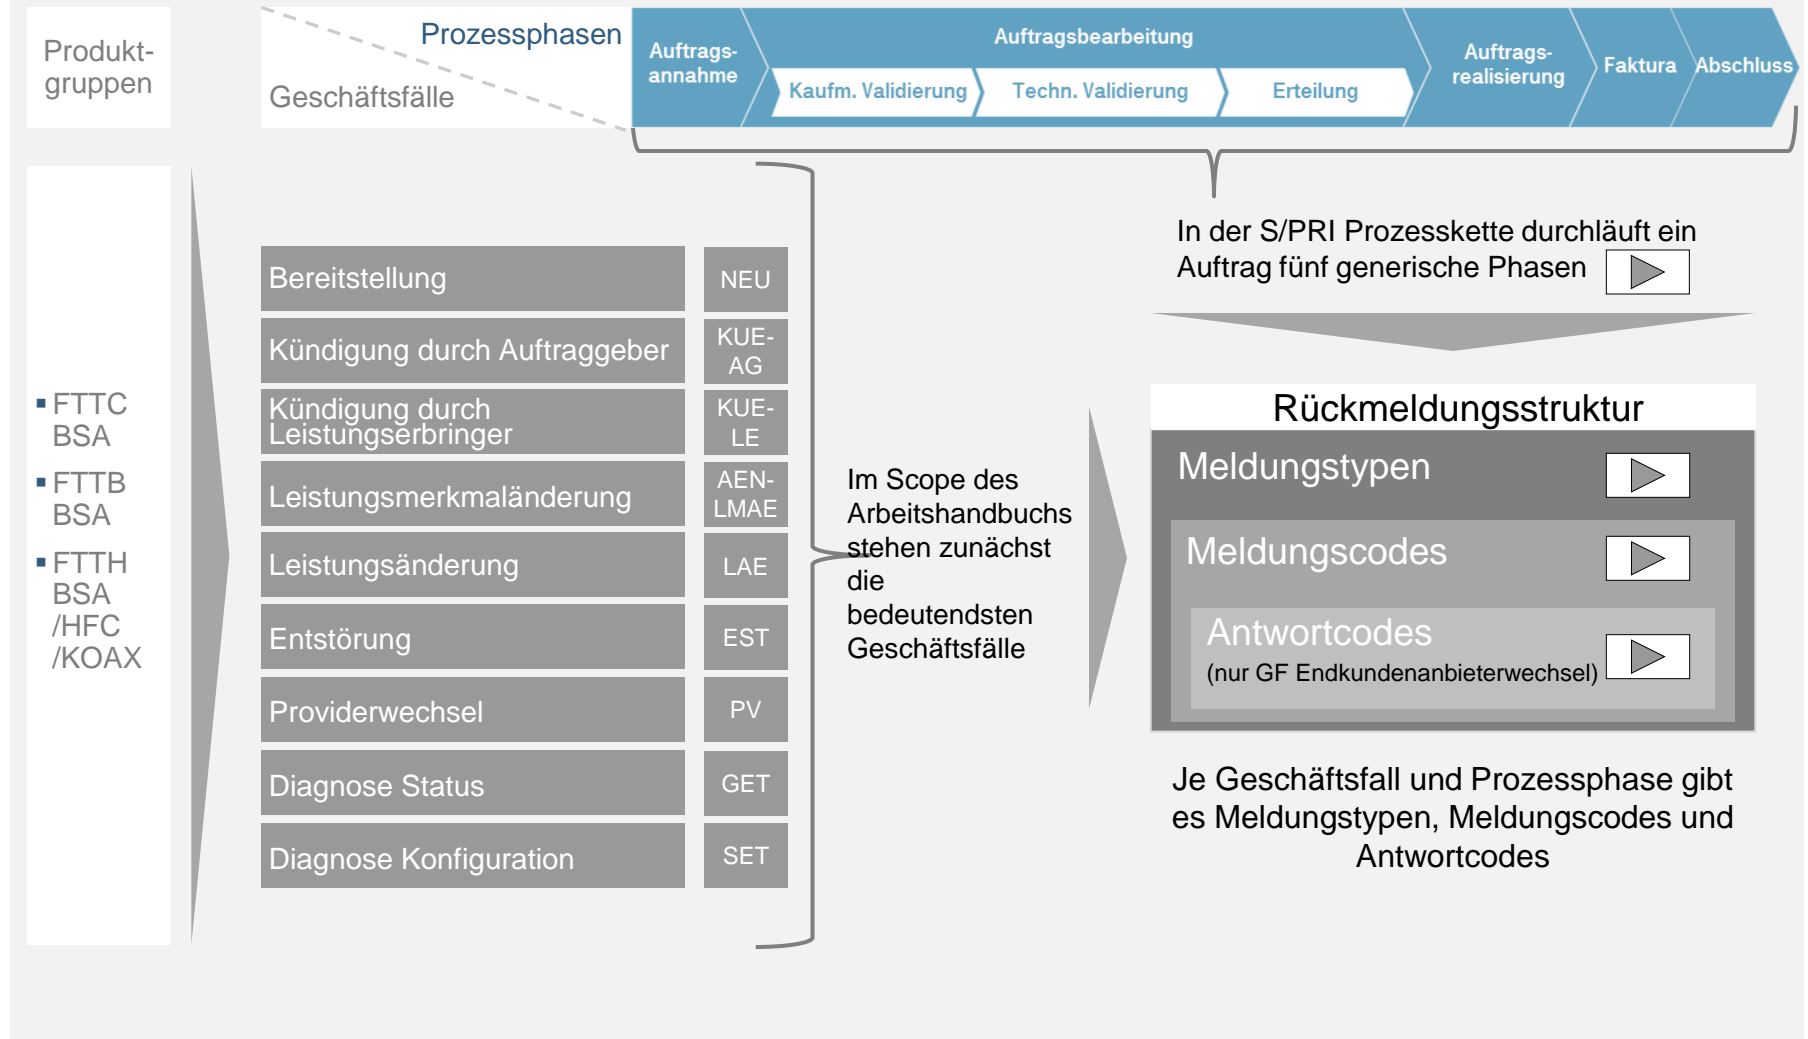 Produkt-
gruppen
Prozessphasen
Geschäftsfälle
Auftrags-
annahme
Auftragsbearbeitung
Kaufm. Validierung
Techn. Validierung
Erteilung
Auftrags-
realisierung
Faktura
Abschluss
FTTC
BSA
FTTB
BSA
FTTH
BSA
/HFC
/KOAX
Bereitstellung
NEU
Kündigung durch Auftraggeber
KUE-
AG
Kündigung durch
Leistungserbringer
KUE-
LE
Leistungsmerkmaländerung
AEN-
LMAE
Leistungsänderung
LAE
Entstörung
EST
Providerwechsel
PV
Diagnose Status
GET
Diagnose Konfiguration
SET
Im Scope des
Arbeitshandbuchs
stehen zunächst
die
bedeutendsten
Geschäftsfälle
In der S/PRI Prozesskette durchläuft ein
Auftrag fünf generische Phasen
Rückmeldungsstruktur
Meldungstypen
Meldungscodes
Antwortcodes
(nur GF Endkundenanbieterwechsel)
Je Geschäftsfall und Prozessphase gibt
es Meldungstypen, Meldungscodes und
Antwortcodes